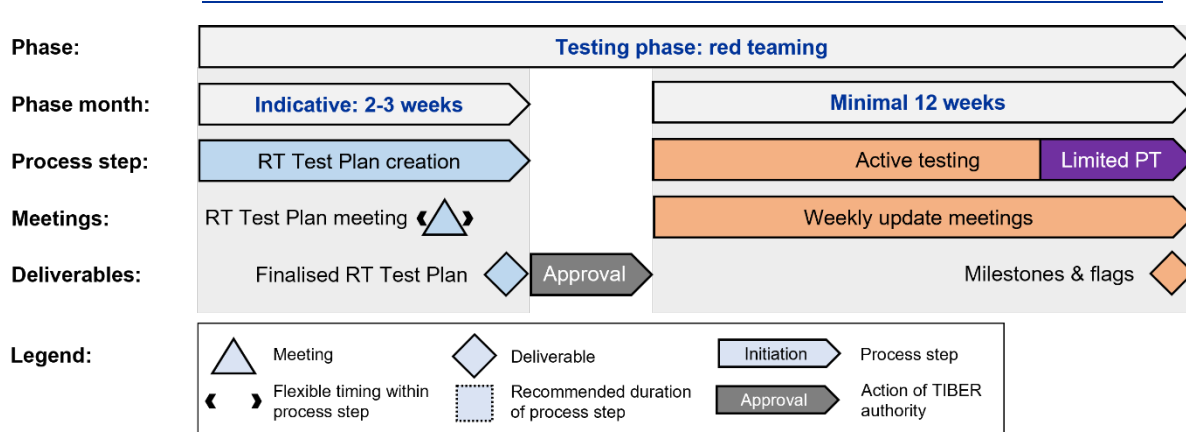 Phase: Testing phase: red teaming
Phase month: Indicative: 2-3 weeks Minimal 12 weeks
Process step: RT Test Plan creation Active testing Limited PT
Meetings: RT Test Plan meeting Weekly update meetings
Deliverables: Finalised RT Test Plan Approval Milestones & flags
Legend:
Meeting
Deliverable
Initiation
Process step
Flexible timing within
process step
Recommended duration
of process step
Approval
Action of TIBER
authority